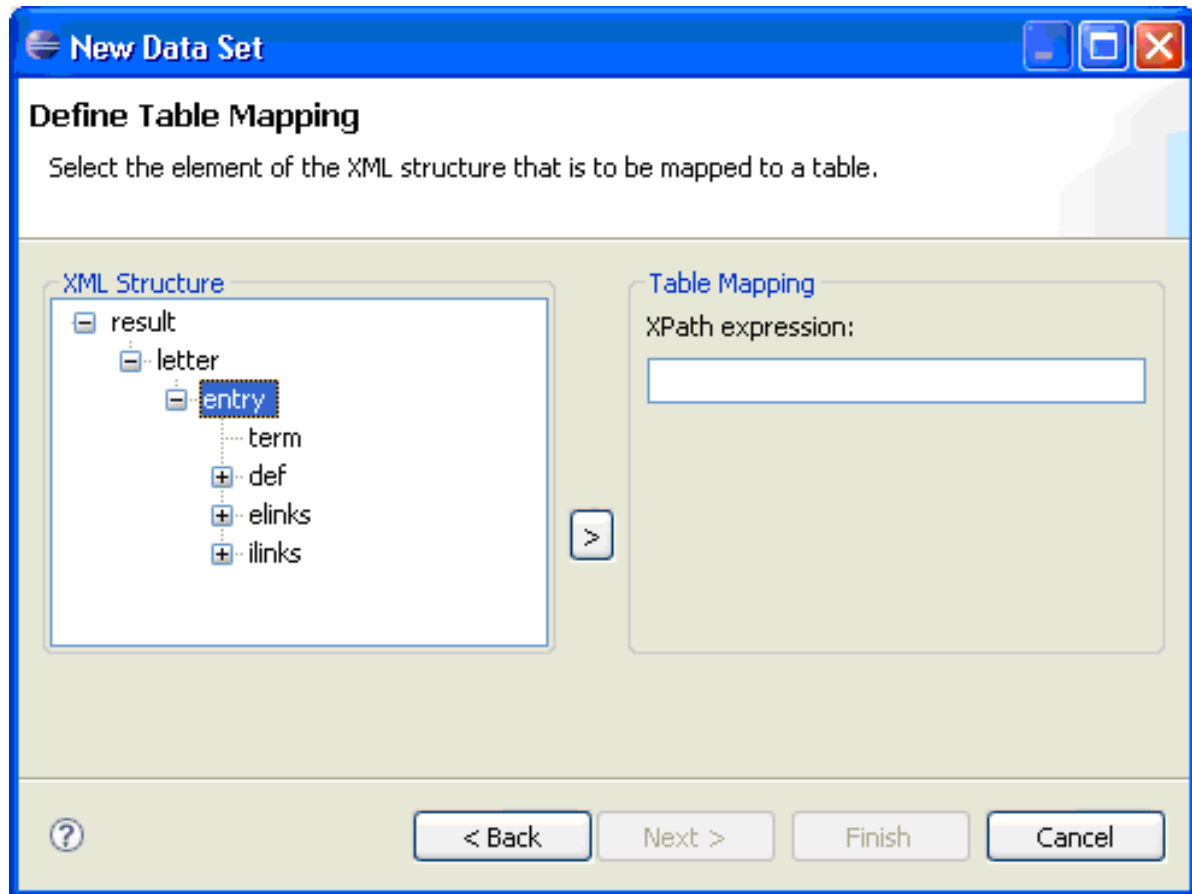 New Data Set
Define Table Mapping
Select the element of the XML structure that is to be mapped to a table.
XML Structure
result
letter
entry
term
def
elinks
ilinks
>
Table Mapping
XPath expression:
?
< Back
Next >
Finish
Cancel